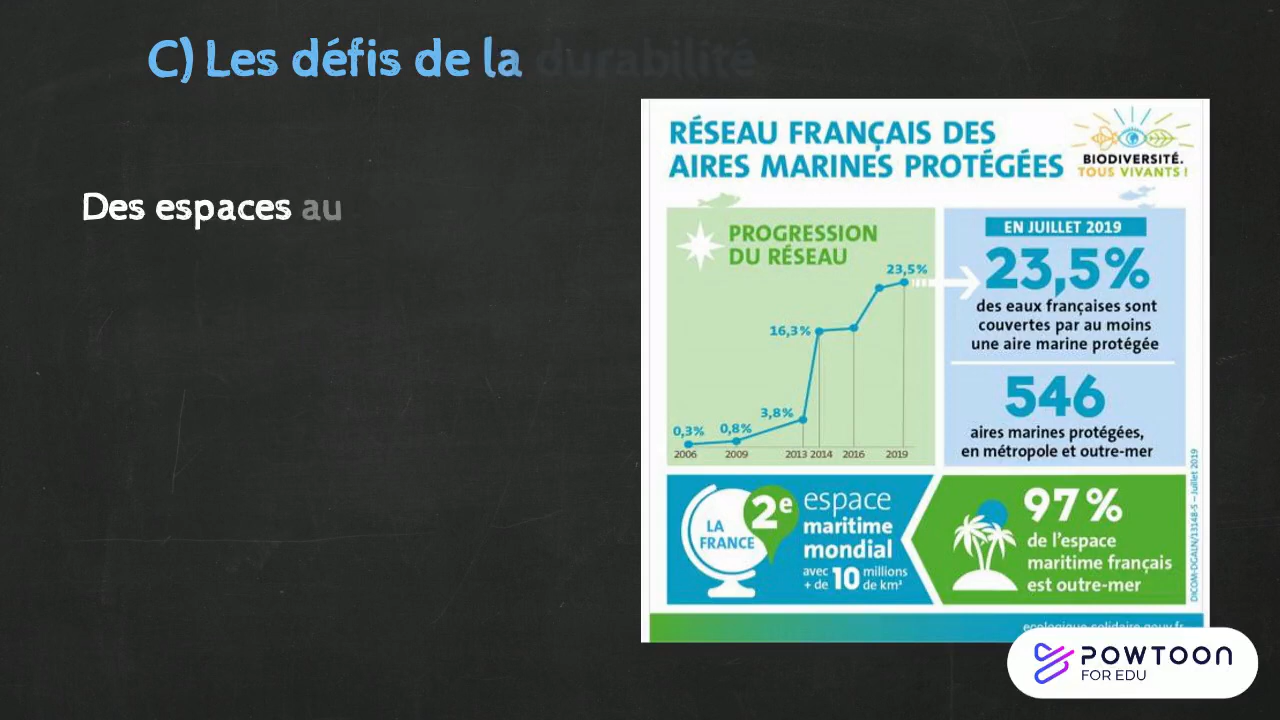 C) Les défis de la durabilité
Des espaces au
RÉSEAU FRANÇAIS DES
AIRES MARINES PROTÉGÉES
BIODIVERSITÉ.
TOUS VIVANTS !
PROGRESSION
DU RÉSEAU
23,5%
16,3%
3,8%
0,8%
0,3%
2006 2009 2013 2014 2016 2019
EN JUILLET 2019
23,5%
des eaux françaises sont
couvertes par au moins
une aire marine protégée
546
aires marines protégées,
en métropole et outre-mer
LA
FRANCE
2e
espace
maritime
mondial
avec
+ de 10 millions
de km²
97 %
de l'espace
maritime français
est outre-mer
DICOM-DGALN/13148-5 – Juillet 2019
ecologique-solidaire.gouv.fr
POWTOON
FOR EDU